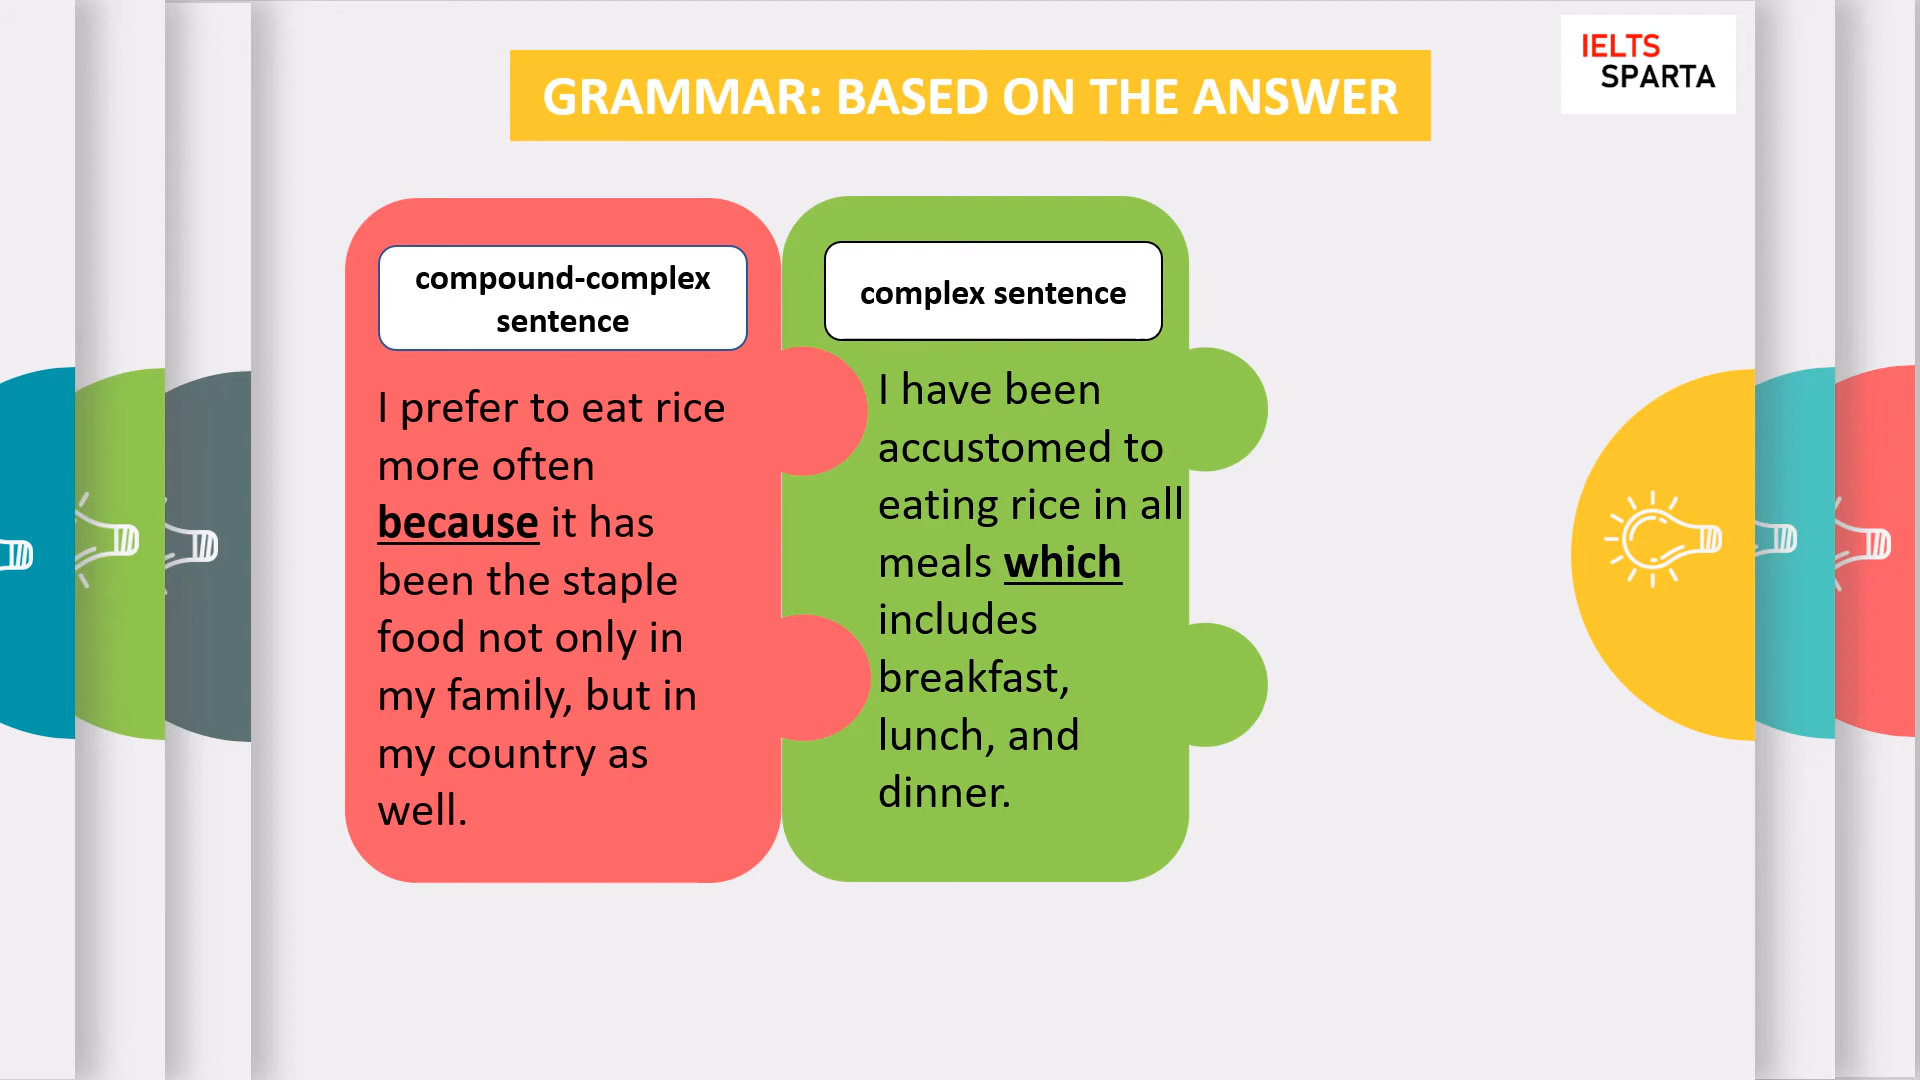 GRAMMAR: BASED ON THE ANSWER
IELTS
SPARTA
compound-complex
sentence
I prefer to eat rice
more often
because it has
been the staple
food not only in
my family, but in
my country as
well.
complex sentence
I have been
accustomed to
eating rice in all
meals which
includes
breakfast,
lunch, and
dinner.